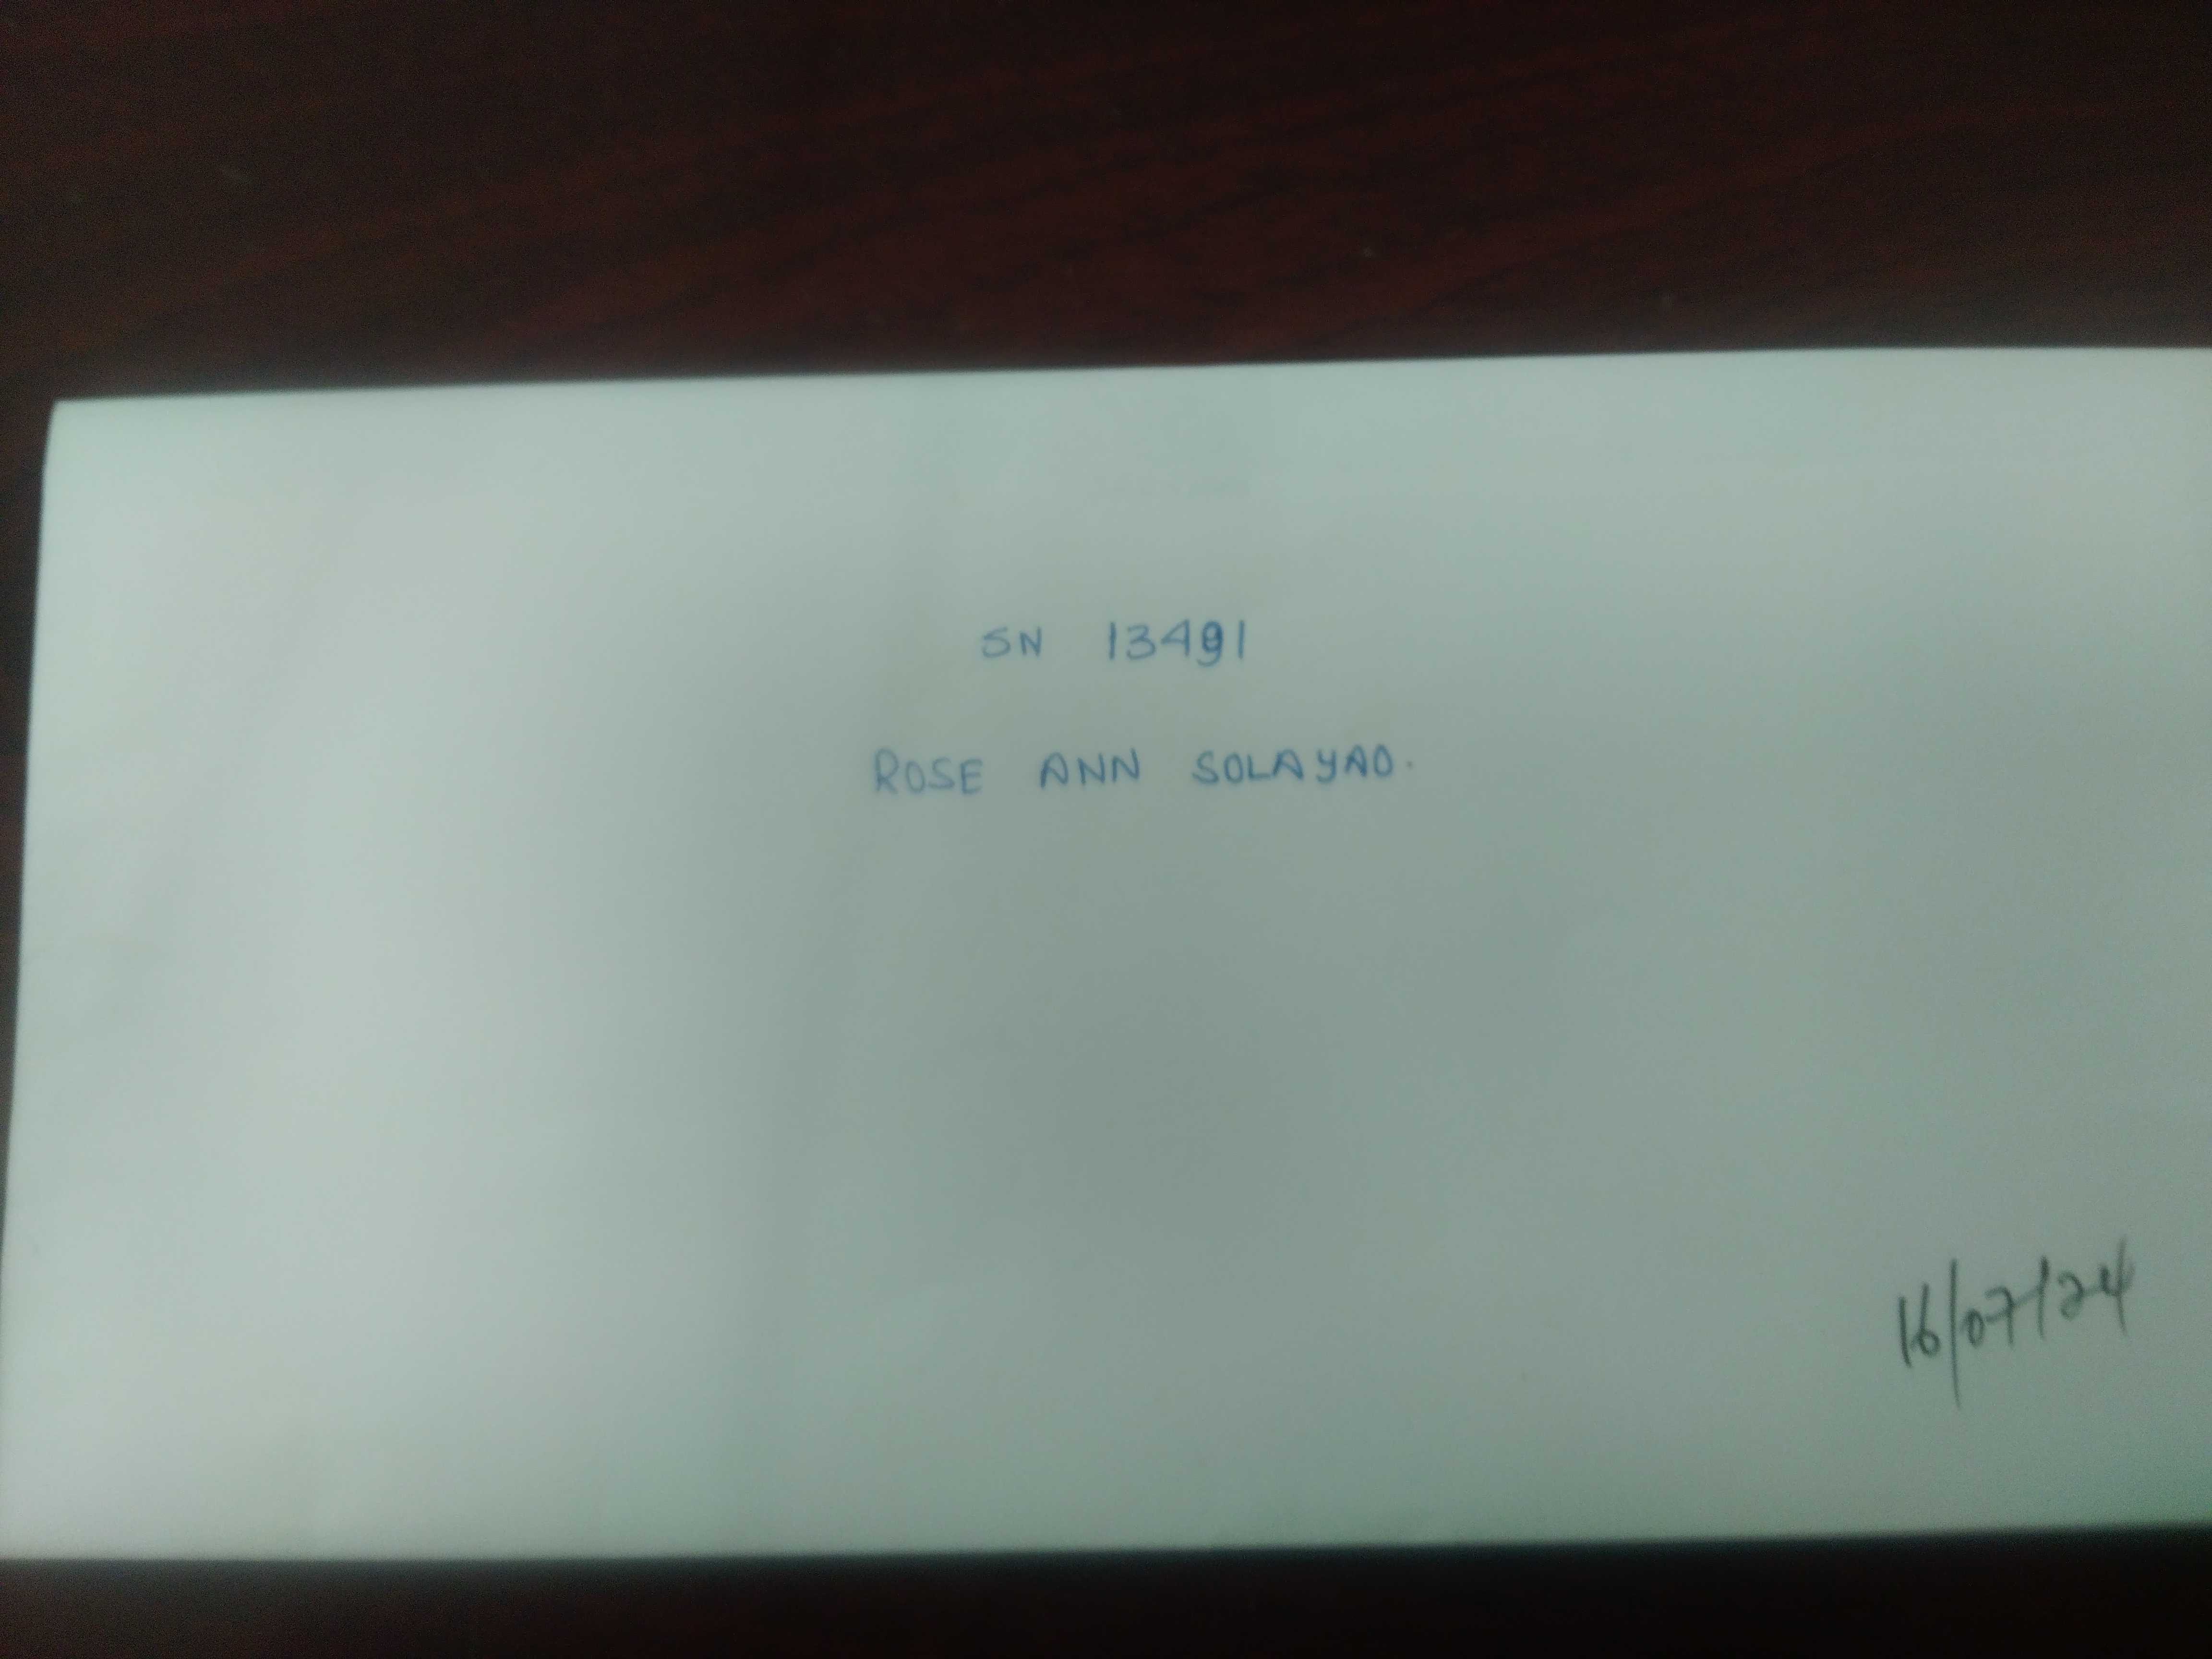 SN 13491
ROSE ANN SOLAYAO.
16/07/24